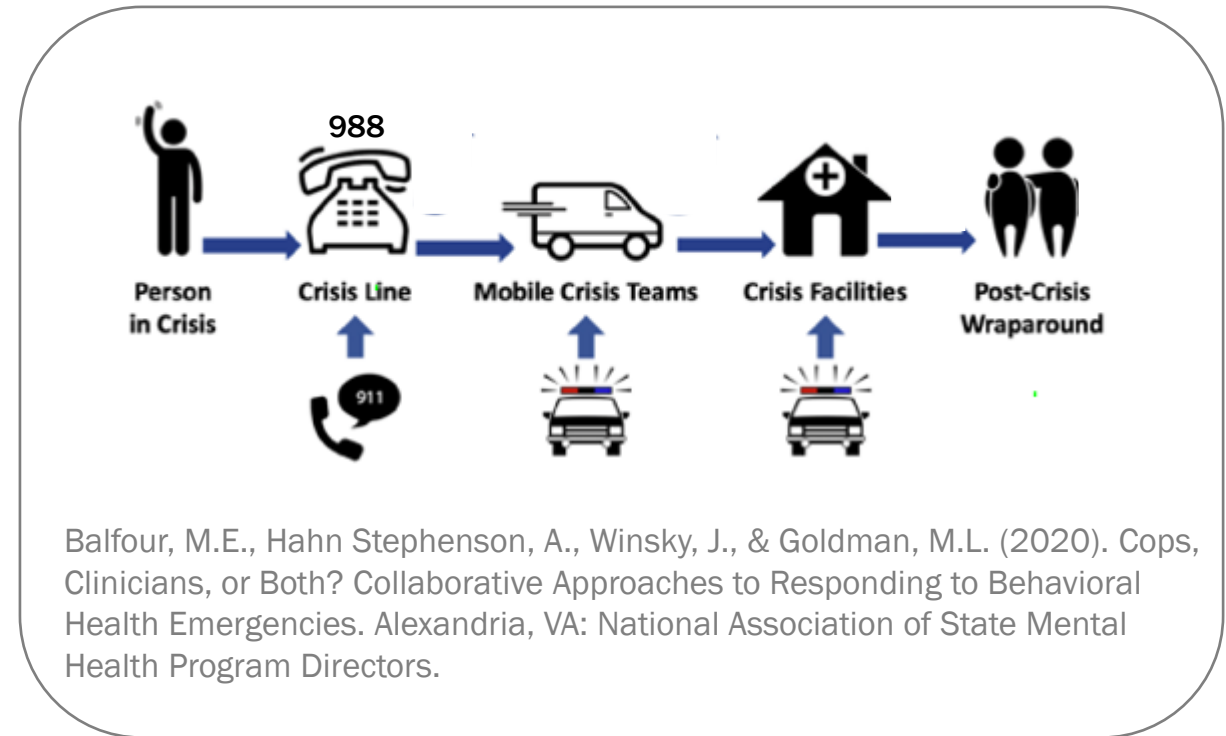 988
Person
in Crisis
Crisis Line
Mobile Crisis Teams
Crisis Facilities
Post-Crisis
Wraparound
911
Balfour, M.E., Hahn Stephenson, A., Winsky, J., & Goldman, M.L. (2020). Cops,
Clinicians, or Both? Collaborative Approaches to Responding to Behavioral
Health Emergencies. Alexandria, VA: National Association of State Mental
Health Program Directors.